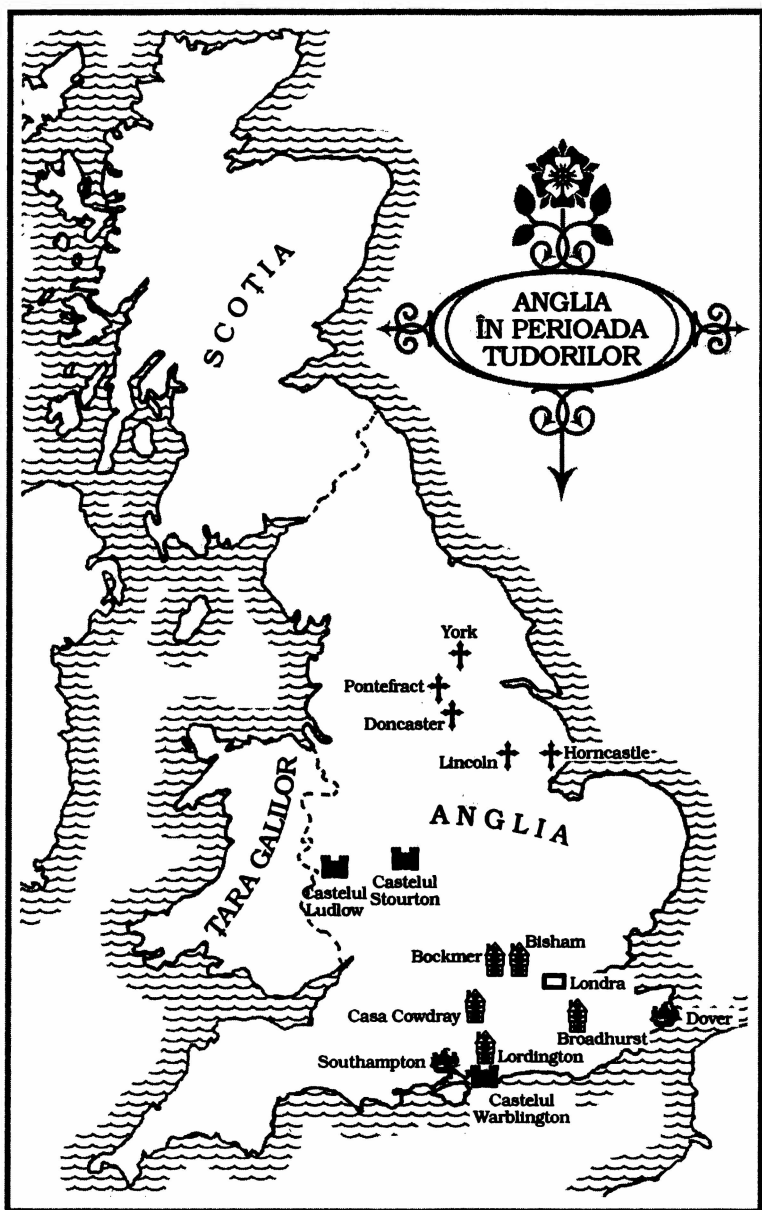 ANGLIA
ÎN PERIOADA
TUDORILOR
SCOȚIA
York
Pontefract
Doncaster
Lincoln
Horncastle
ANGLIA
TARA GALILOR
Castelul
Ludlow
Castelul
Stourton
Bockmer
Bisham
Londra
Casa Cowdray
Broadhurst
Dover
Southampton
Lordington
Castelul
Warblington